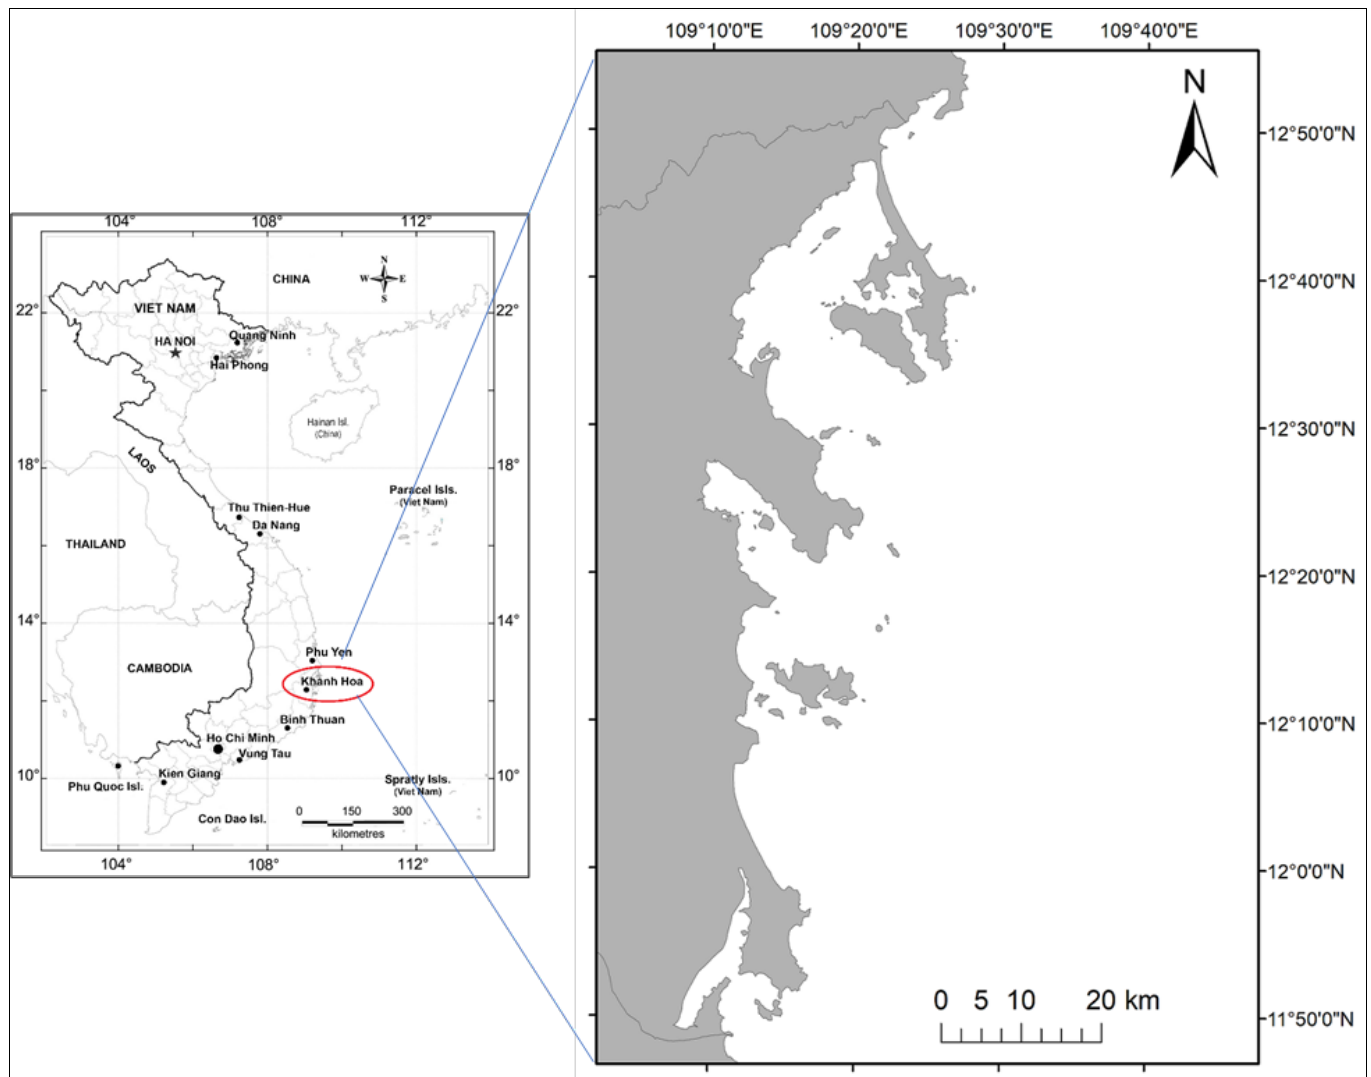 104°
108°
112°
N
W
E
S
CHINA
VIET NAM
22°
22°
HA NOI
Quang Ninh
Hai Phong
Hainan Isl.
(China)
LAOS
18°
18°
Paracel Isls.
(Viet Nam)
Thu Thien-Hue
Da Nang
THAILAND
14°
14°
Phu Yen
CAMBODIA
Khanh Hoa
Binh Thuan
Ho Chi Minh
Vung Tau
Kien Giang
10°
10°
Phu Quoc Isl.
Spratly Isls.
(Viet Nam)
Con Dao Isl.
0 150 300
kilometres
104°
108°
112°
109°10'0"E
109°20'0"E
109°30'0"E
109°40'0"E
N
12°50'0"N
12°40'0"N
12°30'0"N
12°20'0"N
12°10'0"N
12°0'0"N
11°50'0"N
0 5 10 20 km